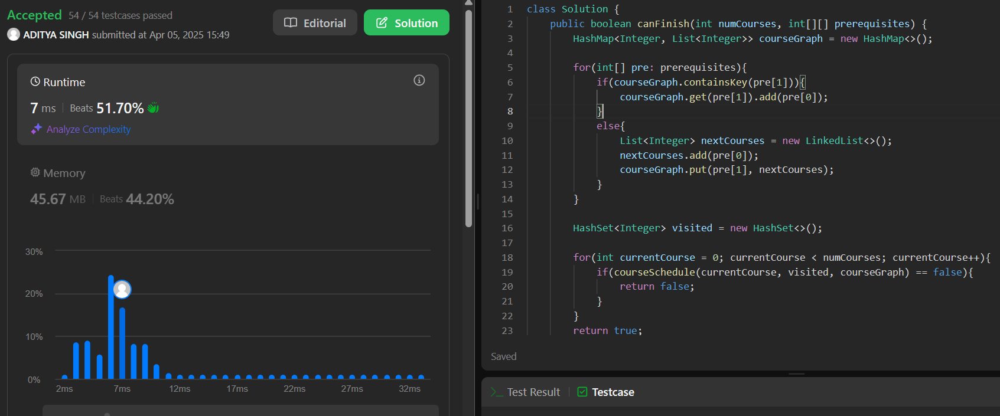 Accepted 54 / 54 testcases passed
ADITYA SINGH submitted at Apr 05, 2025 15:49
Editorial
Solution
Runtime
7 ms | Beats 51.70%
Analyze Complexity
Memory
45.67 MB | Beats 44.20%
30%
20%
10%
0%
2ms 7ms 12ms 17ms 22ms 27ms 32ms
1 class Solution {
2 public boolean canFinish(int numCourses, int[][] prerequisites) {
3 HashMap<Integer, List<Integer>> courseGraph = new HashMap<>();
4
5 for(int[] pre: prerequisites){
6 if(courseGraph.containsKey(pre[1])){
7 courseGraph.get(pre[1]).add(pre[0]);
8 }
9 else{
10 List<Integer> nextCourses = new LinkedList<>();
11 nextCourses.add(pre[0]);
12 courseGraph.put(pre[1], nextCourses);
13 }
14 }
15
16 HashSet<Integer> visited = new HashSet<>();
17
18 for(int currentCourse = 0; currentCourse < numCourses; currentCourse++){
19 if(courseSchedule(currentCourse, visited, courseGraph) == false){
20 return false;
21 }
22 }
23 return true;
Saved
Test Result | Testcase